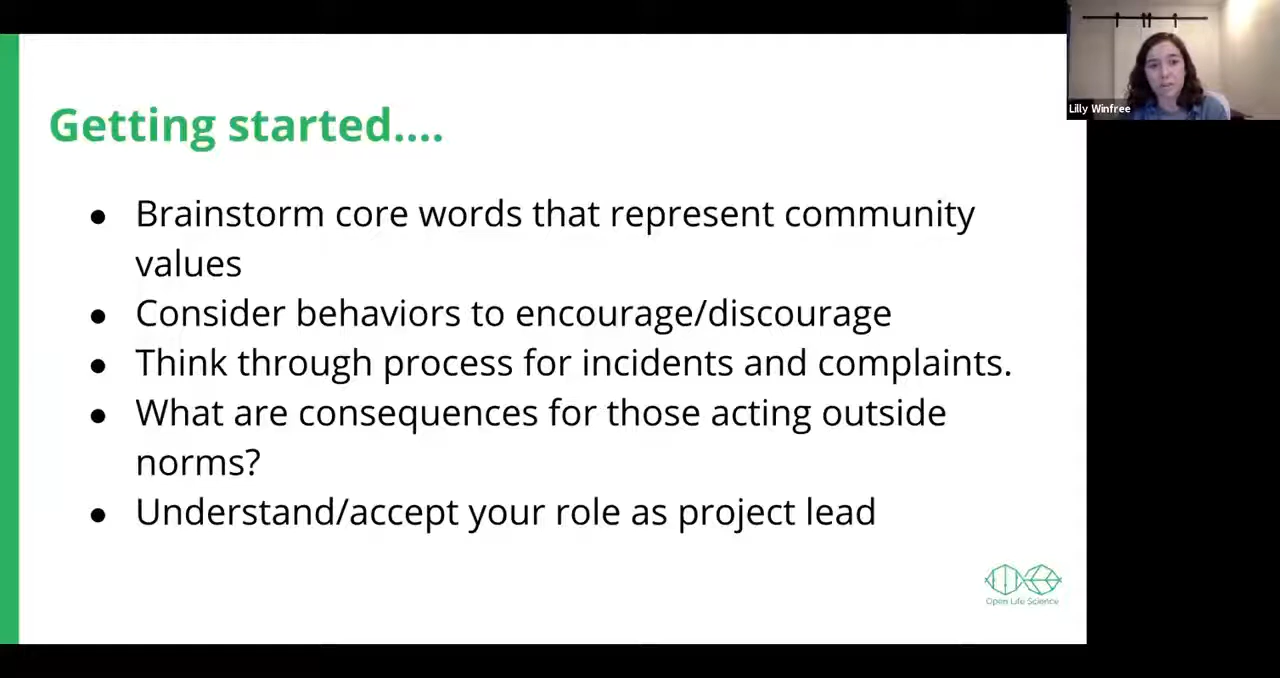 Lilly Winfree
Getting started....
● Brainstorm core words that represent community
values
● Consider behaviors to encourage/discourage
● Think through process for incidents and complaints.
● What are consequences for those acting outside
norms?
● Understand/accept your role as project lead
Open Life Science